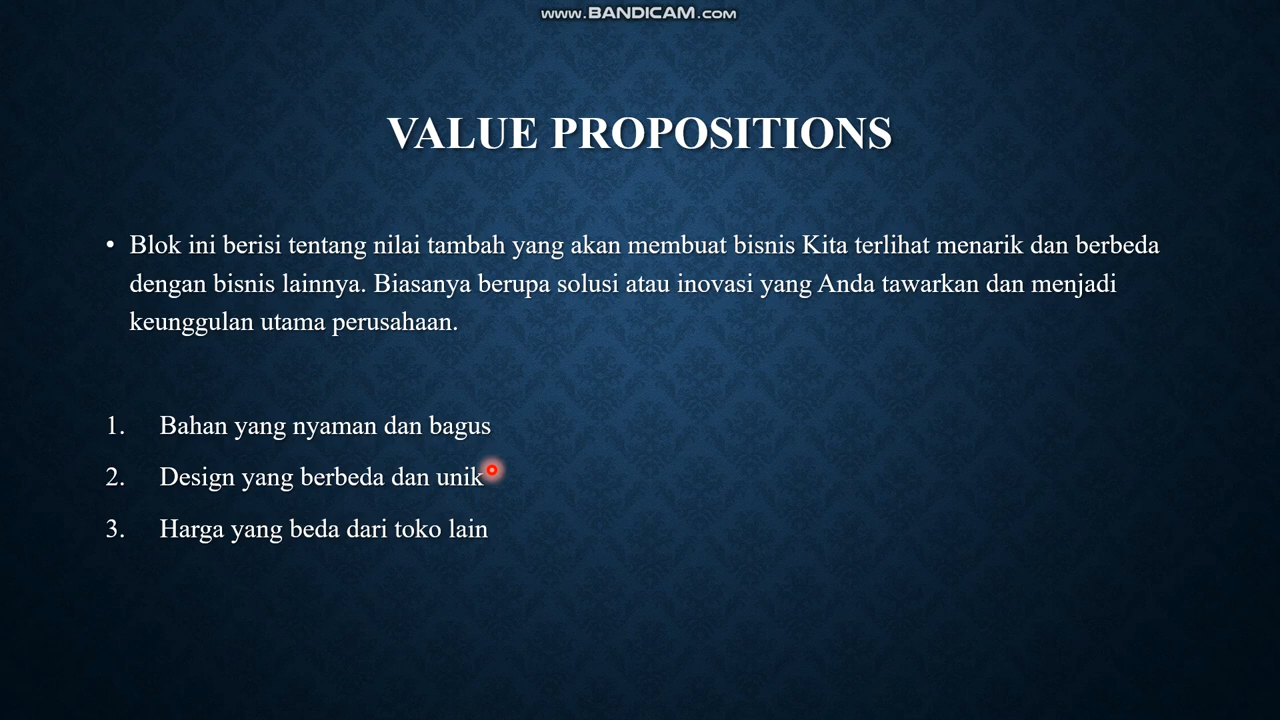 www.BANDICAM.com
VALUE PROPOSITIONS
• Blok ini berisi tentang nilai tambah yang akan membuat bisnis Kita terlihat menarik dan berbeda
dengan bisnis lainnya. Biasanya berupa solusi atau inovasi yang Anda tawarkan dan menjadi
keunggulan utama perusahaan.
1. Bahan yang nyaman dan bagus
2. Design yang berbeda dan unik
3. Harga yang beda dari toko lain